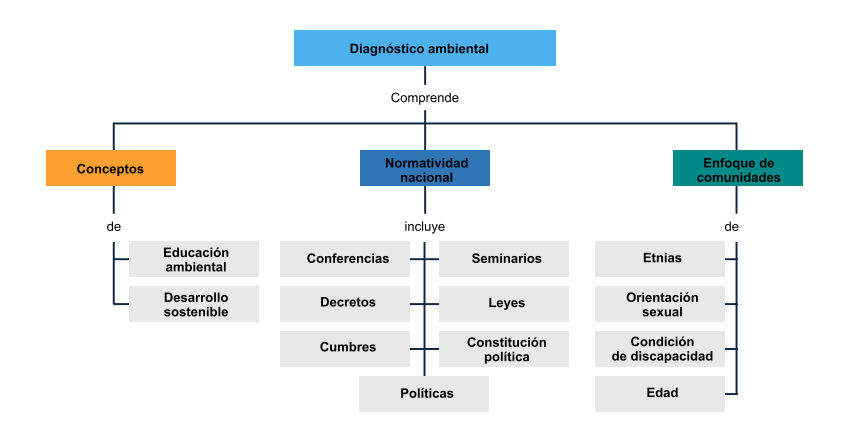 Diagnóstico ambiental
Comprende
Conceptos
Normatividad
nacional
Enfoque de
comunidades
de
incluye
de
Educación
ambiental
Desarrollo
sostenible
Conferencias
Seminarios
Decretos
Leyes
Cumbres
Constitución
política
Políticas
Etnias
Orientación
sexual
Condición
de discapacidad
Edad